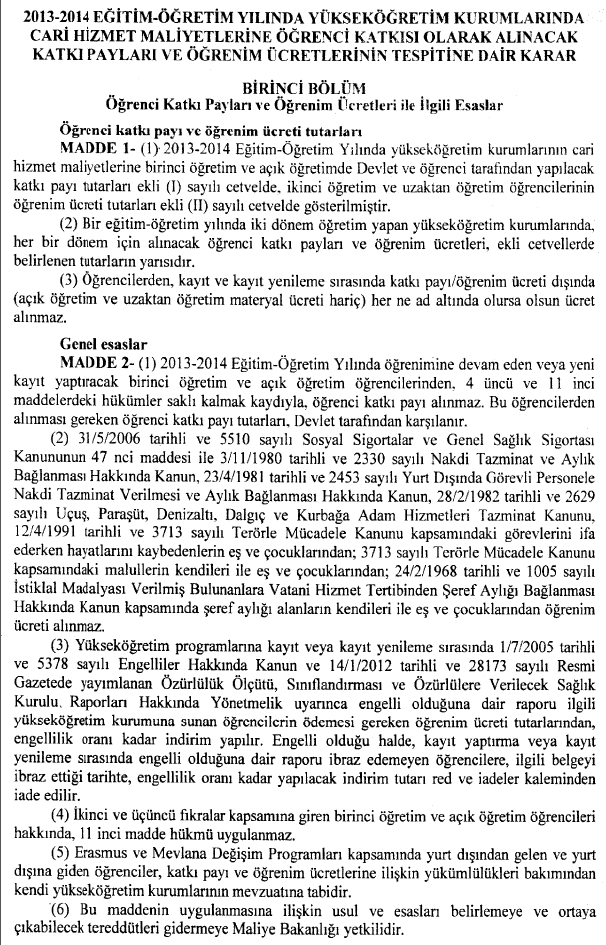 2013-2014 EĞİTİM-ÖĞRETİM YILINDA YÜKSEKÖĞRETİM KURUMLARINDA
CARİ HİZMET MALİYETLERİNE ÖĞRENCİ KATKISI OLARAK ALINACAK
KATKI PAYLARI VE ÖĞRENİM ÜCRETLERİNİN TESPİTİNE DAİR KARAR
BİRİNCİ BÖLÜM
Öğrenci Katkı Payları ve Öğrenim Ücretleri ile İlgili Esaslar
Öğrenci katkı payı ve öğrenim ücreti tutarları
MADDE 1- (1) 2013-2014 Eğitim-Öğretim Yılında yükseköğretim kurumlarının cari
hizmet maliyetlerine birinci öğretim ve açık öğretimde Devlet ve öğrenci tarafından yapılacak
katkı payı tutarları ekli (I) sayılı cetvelde, ikinci öğretim ve uzaktan öğretim öğrencilerinin
öğrenim ücreti tutarları ekli (II) sayılı cetvelde gösterilmiştir.
(2) Bir eğitim-öğretim yılında iki dönem öğretim yapan yükseköğretim kurumlarında,
her bir dönem için alınacak öğrenci katkı payları ve öğrenim ücretleri, ekli cetvellerde
belirlenen tutarların yarısıdır.
(3) Öğrencilerden, kayıt ve kayıt yenileme sırasında katkı payı/öğrenim ücreti dışında
(açık öğretim ve uzaktan öğretim materyal ücreti hariç) her ne ad altında olursa olsun ücret
alınmaz.
Genel esaslar
MADDE 2- (1) 2013-2014 Eğitim-Öğretim Yılında öğrenimine devam eden veya yeni
kayıt yaptıracak birinci öğretim ve açık öğretim öğrencilerinden, 4 üncü ve 11 inci
maddelerdeki hükümler saklı kalmak kaydıyla, öğrenci katkı payı alınmaz. Bu öğrencilerden
alınması gereken öğrenci katkı payı tutarları, Devlet tarafından karşılanır.
(2) 31/5/2006 tarihli ve 5510 sayılı Sosyal Sigortalar ve Genel Sağlık Sigortası
Kanununun 47 nci maddesi ile 3/11/1980 tarihli ve 2330 sayılı Nakdi Tazminat ve Aylık
Bağlanması Hakkında Kanun, 23/4/1981 tarihli ve 2453 sayılı Yurt Dışında Görevli Personele
Nakdi Tazminat Verilmesi ve Aylık Bağlanması Hakkında Kanun, 28/2/1982 tarihli ve 2629
sayılı Uçuş, Paraşüt, Denizaltı, Dalgıç ve Kurbağa Adam Hizmetleri Tazminat Kanunu,
12/4/1991 tarihli ve 3713 sayılı Terörle Mücadele Kanunu kapsamındaki görevlerini ifa
ederken hayatlarını kaybedenlerin eş ve çocuklarından; 3713 sayılı Terörle Mücadele Kanunu
kapsamındaki malullerin kendileri ile eş ve çocuklarından; 24/2/1968 tarihli ve 1005 sayılı
İstiklal Madalyası Verilmiş Bulunanlara Vatani Hizmet Tertibinden Şeref Aylığı Bağlanması
Hakkında Kanun kapsamında şeref aylığı alanların kendileri ile eş ve çocuklarından öğrenim
ücreti alınmaz.
(3) Yükseköğretim programlarına kayıt veya kayıt yenileme sırasında 1/7/2005 tarihli
ve 5378 sayılı Engelliler Hakkında Kanun ve 14/1/2012 tarihli ve 28173 sayılı Resmi
Gazetede yayımlanan Özürlülük Ölçütü, Sınıflandırması ve Özürlülere Verilecek Sağlık
Kurulu Raporları Hakkında Yönetmelik uyarınca engelli olduğuna dair raporu ilgili
yükseköğretim kurumuna sunan öğrencilerin ödemesi gereken öğrenim ücreti tutarlarından,
engellilik oranı kadar indirim yapılır. Engelli olduğu halde, kayıt yaptırma veya kayıt
yenileme sırasında engelli olduğuna dair raporu ibraz edemeyen öğrencilere, ilgili belgeyi
ibraz ettiği tarihte, engellilik oranı kadar yapılacak indirim tutarı red ve iadeler kaleminden
iade edilir.
(4) İkinci ve üçüncü fıkralar kapsamına giren birinci öğretim ve açık öğretim öğrencileri
hakkında, 11 inci madde hükmü uygulanmaz.
(5) Erasmus ve Mevlana Değişim Programları kapsamında yurt dışından gelen ve yurt
dışına giden öğrenciler, katkı payı ve öğrenim ücretlerine ilişkin yükümlülükleri bakımından
kendi yükseköğretim kurumlarının mevzuatına tabidir.
(6) Bu maddenin uygulanmasına ilişkin usul ve esasları belirlemeye ve ortaya
çıkabilecek tereddütleri gidermeye Maliye Bakanlığı yetkilidir.